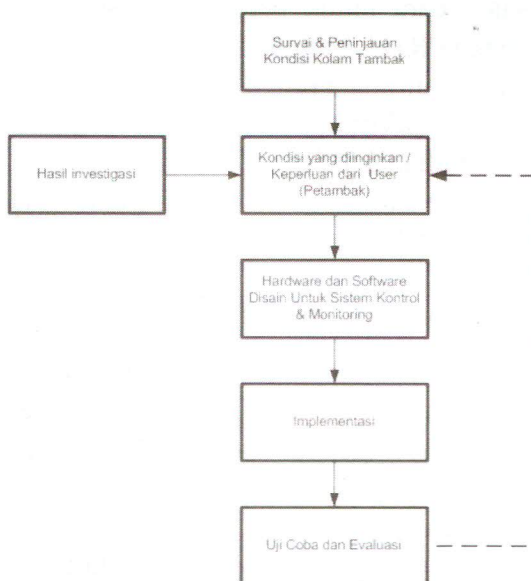 Survai & Peninjauan
Kondisi Kolam Tambak
Hasil investigasi
Kondisi yang diinginkan /
Keperluan dari User
(Petambak)
Hardware dan Software
Disain Untuk Sistem Kontrol
& Monitoring
Implementasi
Uji Coba dan Evaluasi